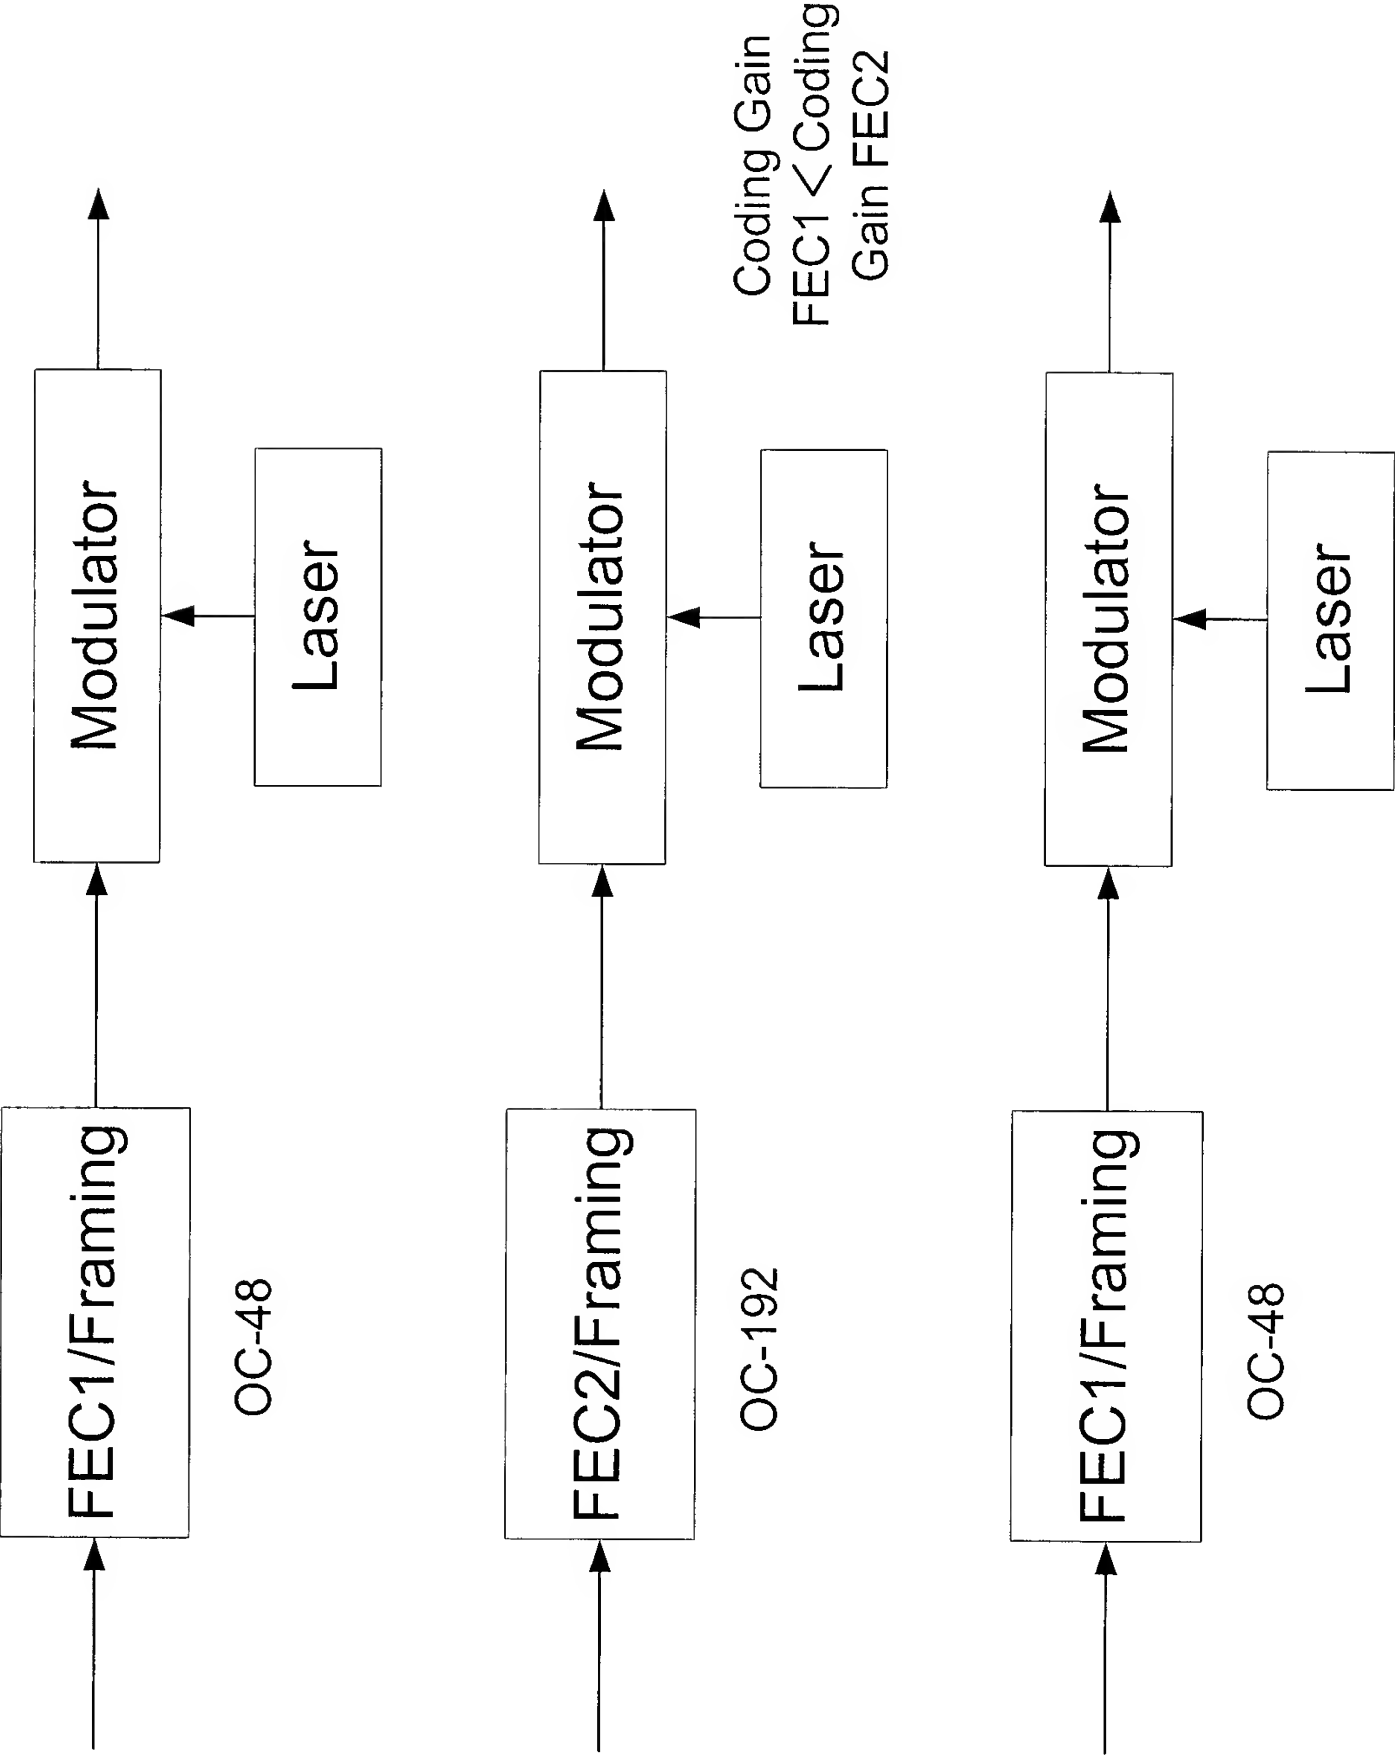 FEC1/Framing
Modulator
Laser
OC-48
FEC2/Framing
Modulator
Laser
OC-192
Coding Gain
FEC1 < Coding
Gain FEC2
FEC1/Framing
Modulator
Laser
OC-48